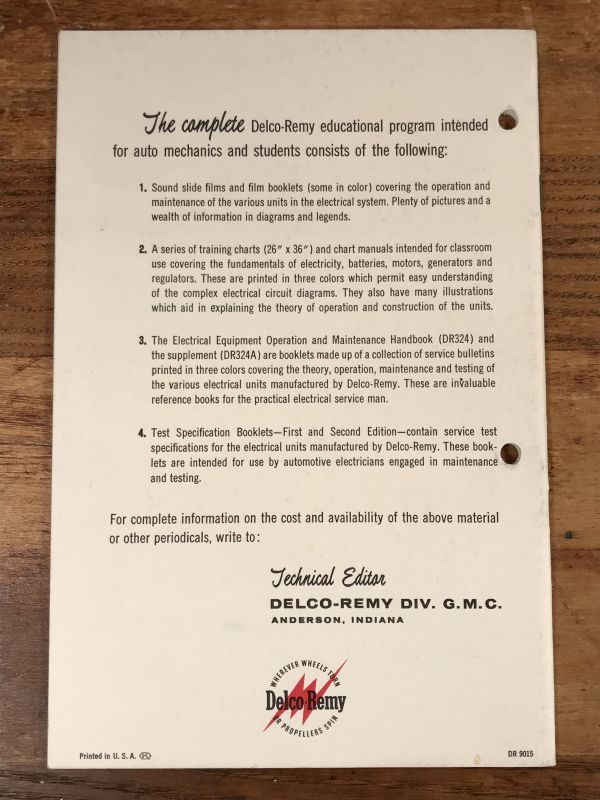 The complete Delco-Remy educational program intended
for auto mechanics and students consists of the following:
1. Sound slide films and film booklets (some in color) covering the operation and
maintenance of the various units in the electrical system. Plenty of pictures and a
wealth of information in diagrams and legends.
2. A series of training charts (26″ x 36″) and chart manuals intended for classroom
use covering the fundamentals of electricity, batteries, motors, generators and
regulators. These are printed in three colors which permit easy understanding
of the complex electrical circuit diagrams. They also have many illustrations
which aid in explaining the theory of operation and construction of the units.
3. The Electrical Equipment Operation and Maintenance Handbook (DR324) and
the supplement (DR324A) are booklets made up of a collection of service bulletins
printed in three colors covering the theory, operation, maintenance and testing of
the various electrical units manufactured by Delco-Remy. These are invaluable
reference books for the practical electrical service man.
4. Test Specification Booklets—First and Second Edition—contain service test
specifications for the electrical units manufactured by Delco-Remy. These book-
lets are intended for use by automotive electricians engaged in maintenance
and testing.
For complete information on the cost and availability of the above material
or other periodicals, write to:
Technical Editor
DELCO-REMY DIV. G.M.C.
ANDERSON, INDIANA
WHEREVER WHEELS TURN
Delco-Remy
OR PROPELLERS SPIN
Printed in U. S. A.
DR 9015